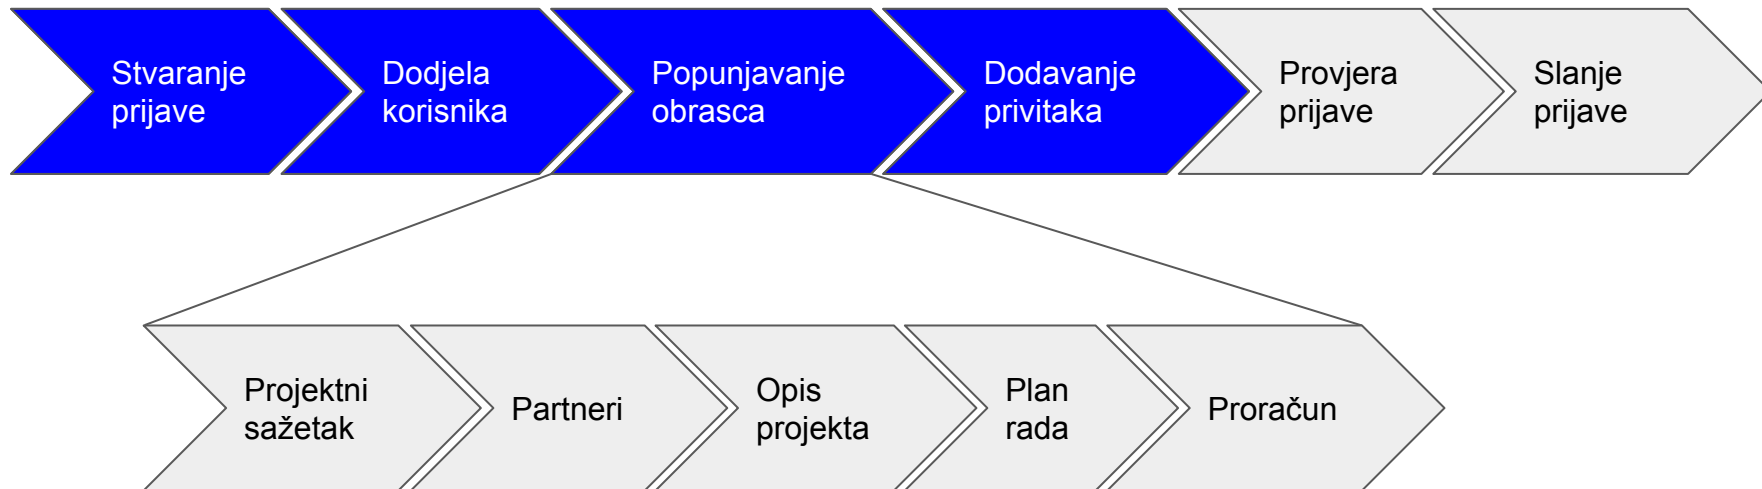 Stvaranje
prijave
Dodjela
korisnika
Popunjavanje
obrasca
Dodavanje
privitaka
Provjera
prijave
Slanje
prijave
Projektni
sažetak
Partneri
Opis
projekta
Plan
rada
Proračun